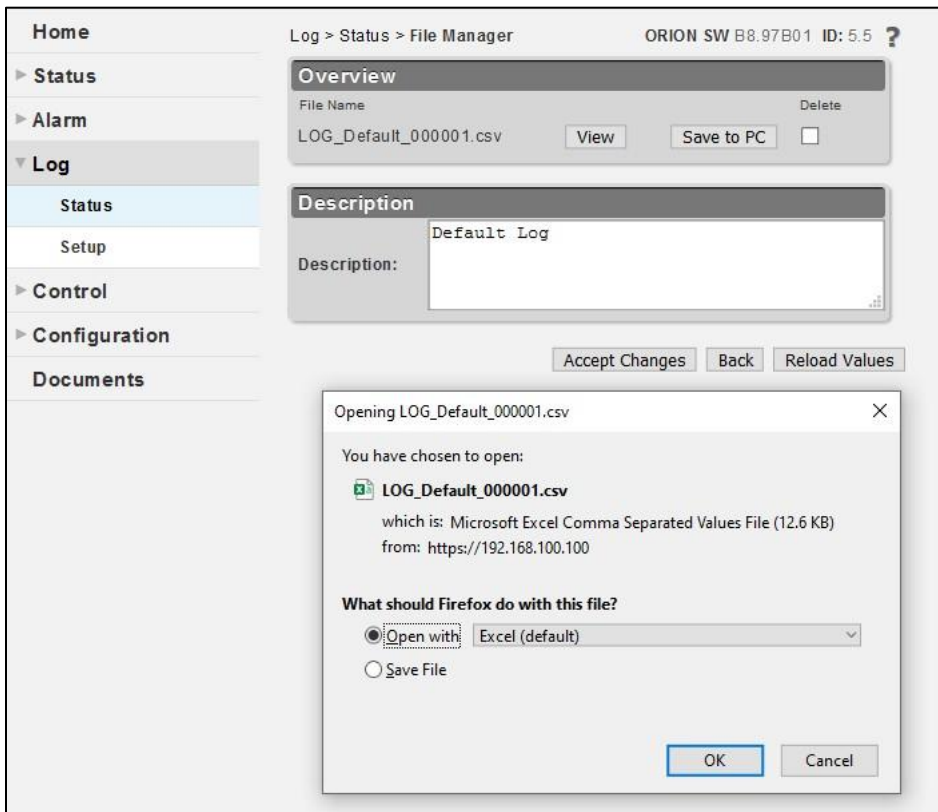 Home
Status
Alarm
Log
Status
Setup
Control
Configuration
Documents
Log > Status > File Manager ORION SW B8.97B01 ID: 5.5 ?
Overview
File Name Delete
LOG_Default_000001.csv View Save to PC
Description
Description: Default Log
Accept Changes Back Reload Values
Opening LOG_Default_000001.csv
You have chosen to open:
LOG_Default_000001.csv
which is: Microsoft Excel Comma Separated Values File (12.6 KB)
from: https://192.168.100.100
What should Firefox do with this file?
Open with Excel (default)
Save File
OK Cancel